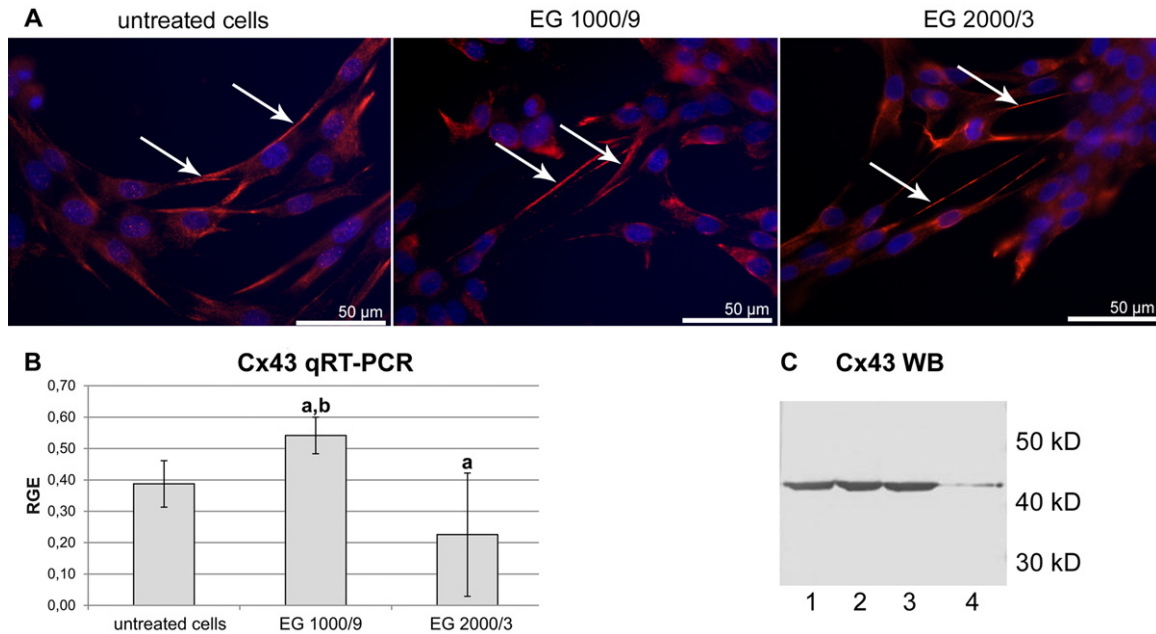 A
untreated cells
EG 1000/9
EG 2000/3
50 µm
50 µm
50 µm
B
Cx43 qRT-PCR
0,70
0,60
0,50
0,40
0,30
0,20
0,10
0,00
RGE
a,b
a
untreated cells
EG 1000/9
EG 2000/3
C
Cx43 WB
50 kD
40 kD
30 kD
1 2 3 4